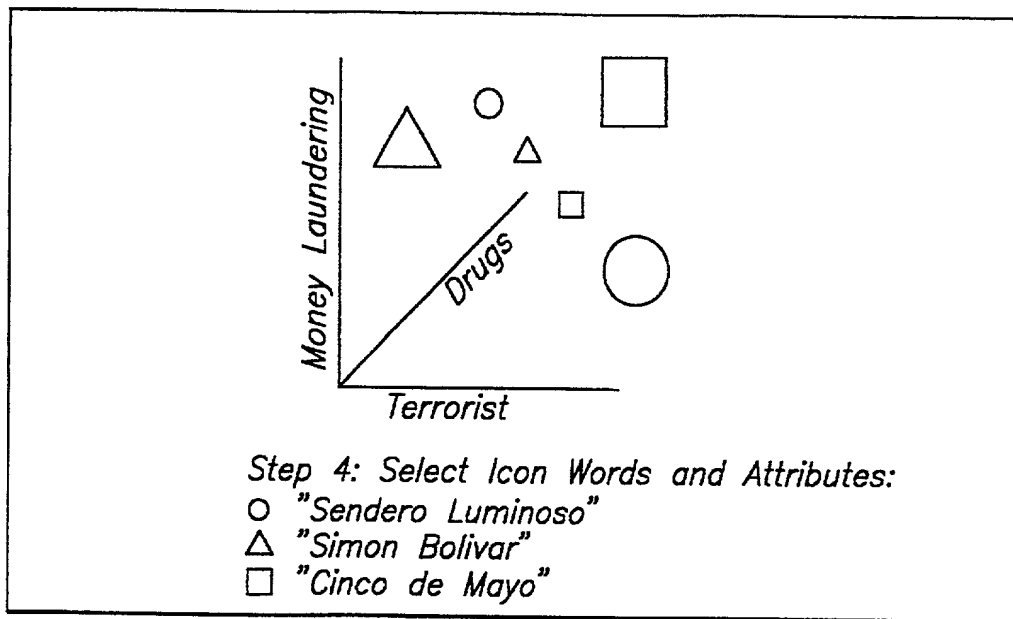 Money Laundering
Drugs
Terrorist
Step 4: Select Icon Words and Attributes:
"Sendero Luminoso"
"Simon Bolivar"
"Cinco de Mayo"